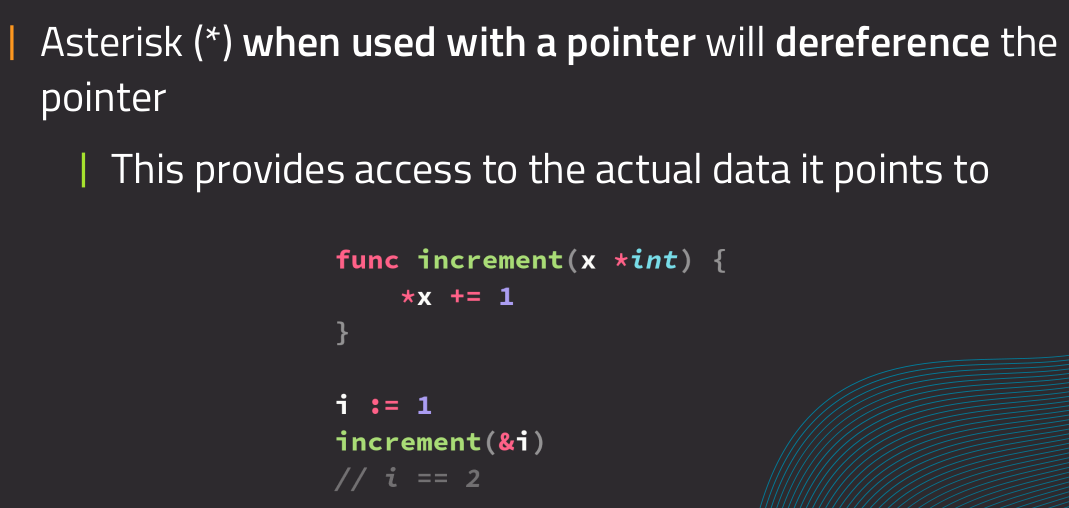 Asterisk (*) when used with a pointer will dereference the
pointer
This provides access to the actual data it points to
func increment(x *int) {
    *x += 1
}
i := 1
increment(&i)
// i == 2